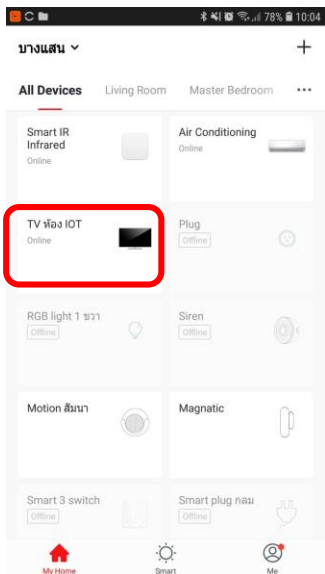 78% 10:04
บางแสน
All Devices Living Room Master Bedroom
Smart IR
Infrared
Online
Air Conditioning
Online
TV ห้อง IOT
Online
Plug
Offline
RGB light 1 ขวา
Offline
Siren
Offline
Motion สัมนา
Magnatic
Smart 3 switch
Offline
Smart plug กลม
Offline
My Home Smart Me